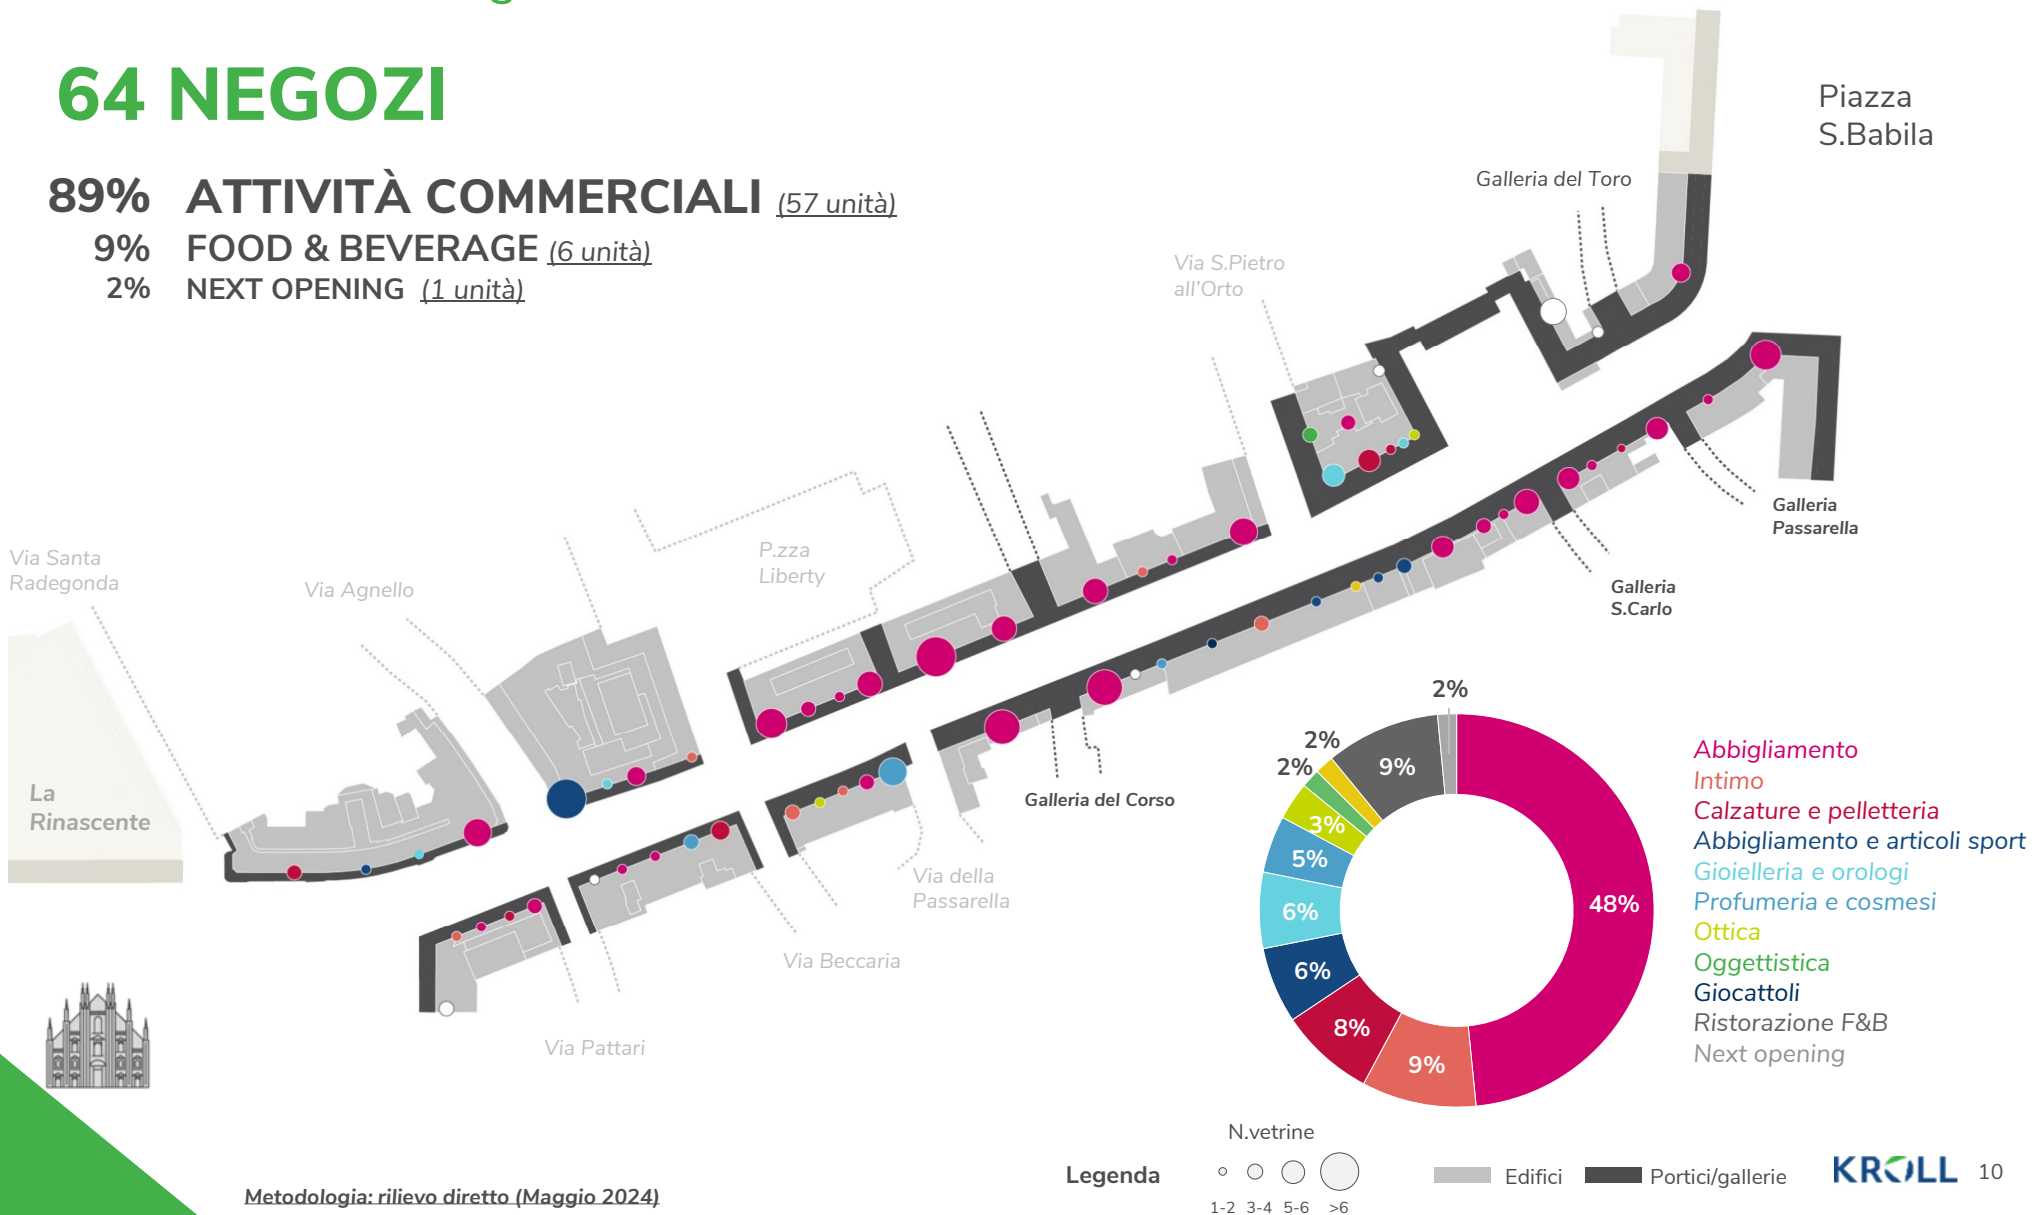 64 NEGOZI
89% ATTIVITÀ COMMERCIALI (57 unità)
9% FOOD & BEVERAGE (6 unità)
2% NEXT OPENING (1 unità)
Piazza
S.Babila
Galleria del Toro
Via S.Pietro
all'Orto
Galleria
Passarella
Galleria
S.Carlo
P.zza
Liberty
Via Santa
Radegonda
Via Agnello
La
Rinascente
Galleria del Corso
Via della
Passarella
Via Beccaria
Via Pattari
2%
2%
2%
9%
3%
5%
6%
6%
8%
9%
48%
Abbigliamento
Intimo
Calzature e pelletteria
Abbigliamento e articoli sport
Gioielleria e orologi
Profumeria e cosmesi
Ottica
Oggettistica
Giocattoli
Ristorazione F&B
Next opening
N.vetrine
Legenda
1-2 3-4 5-6 >6
Edifici
Portici/gallerie
KROLL
10
Metodologia: rilievo diretto (Maggio 2024)